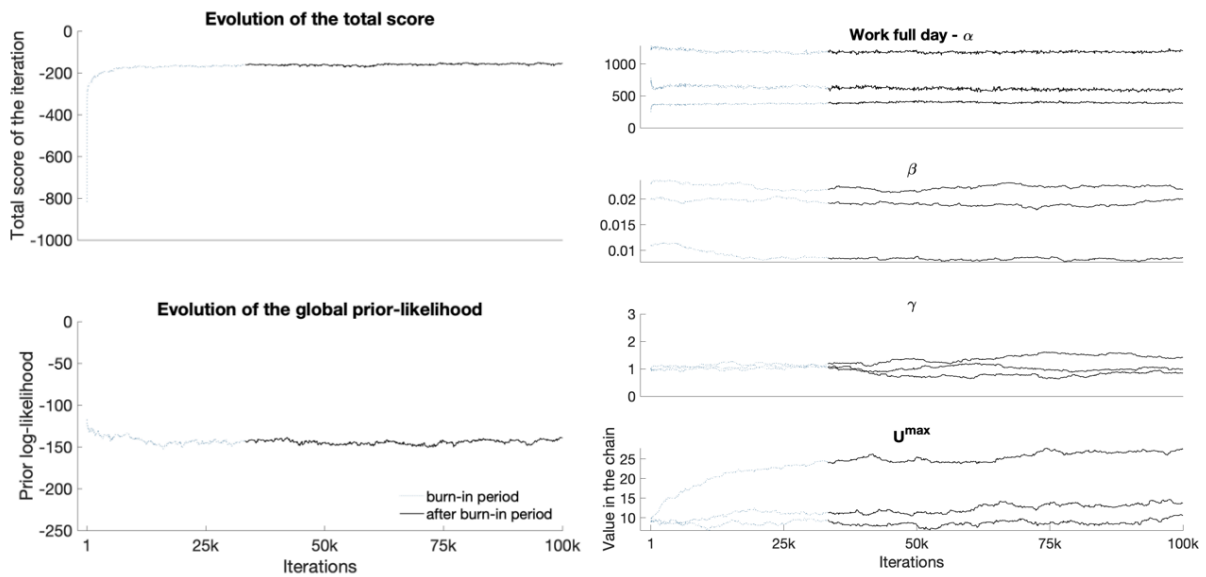 Evolution of the total score
0
-200
-400
-600
-800
-1000
Total score of the iteration
Evolution of the global prior-likelihood
0
-50
-100
-150
-200
-250
Prior log-likelihood
burn-in period
after burn-in period
1 25k 50k 75k 100k
Iterations
Work full day - α
1000
500
0
β
0.02
0.015
0.01
γ
3
2
1
0
U^max
25
20
15
10
Value in the chain
1 25k 50k 75k 100k
Iterations